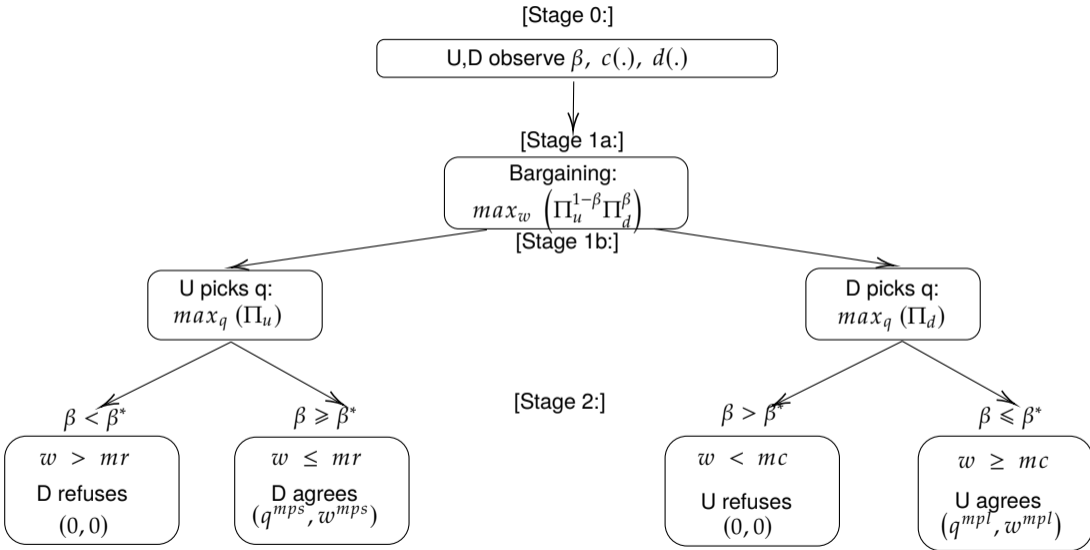 [Stage 0:]
U,D observe β, c(.), d(.)
[Stage 1a:]
Bargaining:
max_w (Π_u^{1−β} Π_d^β)
[Stage 1b:]
U picks q:
max_q (Π_u)
D picks q:
max_q (Π_d)
[Stage 2:]
β < β*
w > mr
D refuses
(0, 0)
β ⩾ β*
w ≤ mr
D agrees
(q^{mps}, w^{mps})
β > β*
w < mc
U refuses
(0, 0)
β ⩽ β*
w ≥ mc
U agrees
(q^{mpl}, w^{mpl})